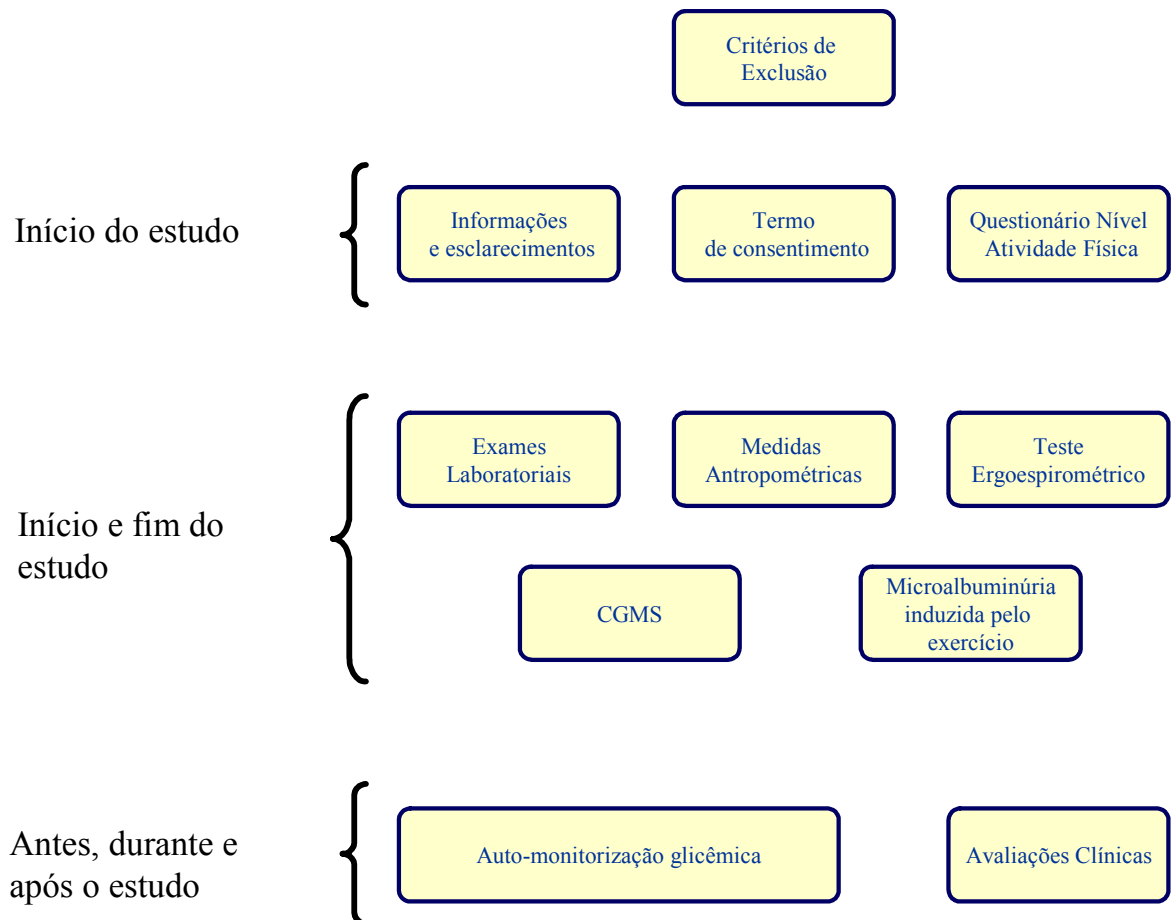 Critérios de
Exclusão
Início do estudo
Informações
e esclarecimentos
Termo
de consentimento
Questionário Nível
Atividade Física
Início e fim do
estudo
Exames
Laboratoriais
Medidas
Antropométricas
Teste
Ergoespirométrico
CGMS
Microalbuminúria
induzida pelo
exercício
Antes, durante e
após o estudo
Auto-monitorização glicêmica
Avaliações Clínicas